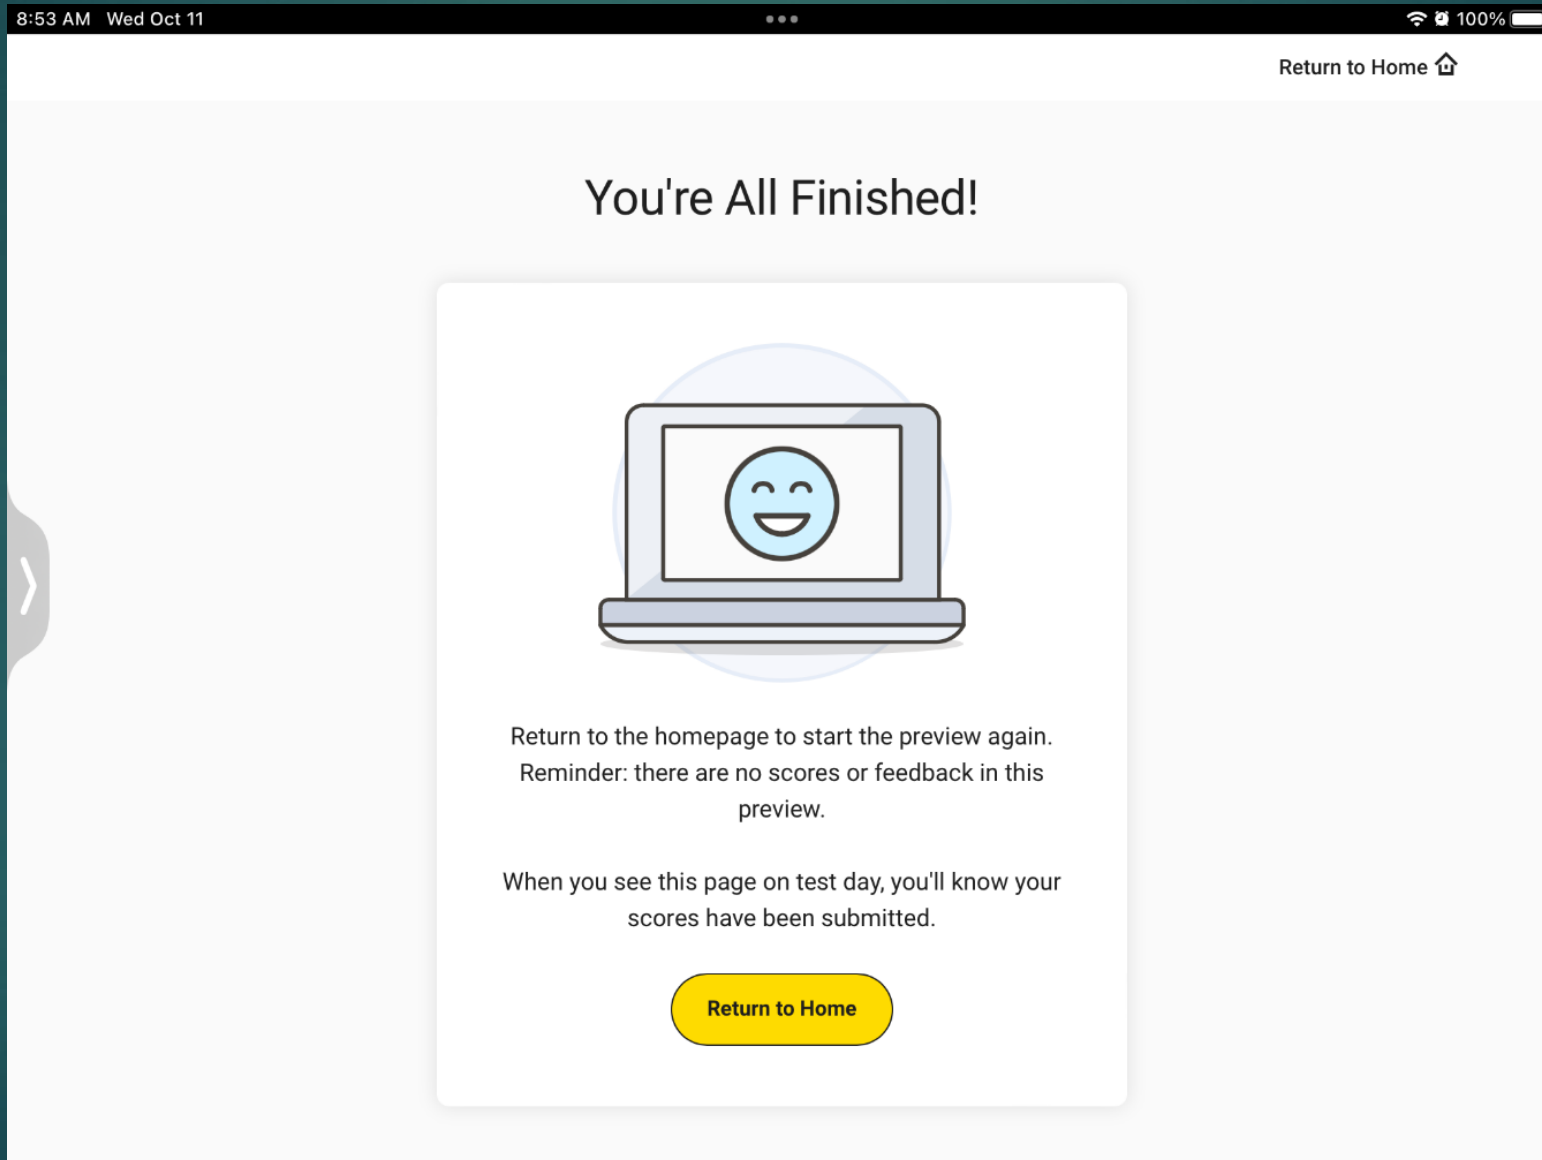 8:53 AM Wed Oct 11
100%
Return to Home
You're All Finished!
Return to the homepage to start the preview again.
Reminder: there are no scores or feedback in this
preview.
When you see this page on test day, you'll know your
scores have been submitted.
Return to Home